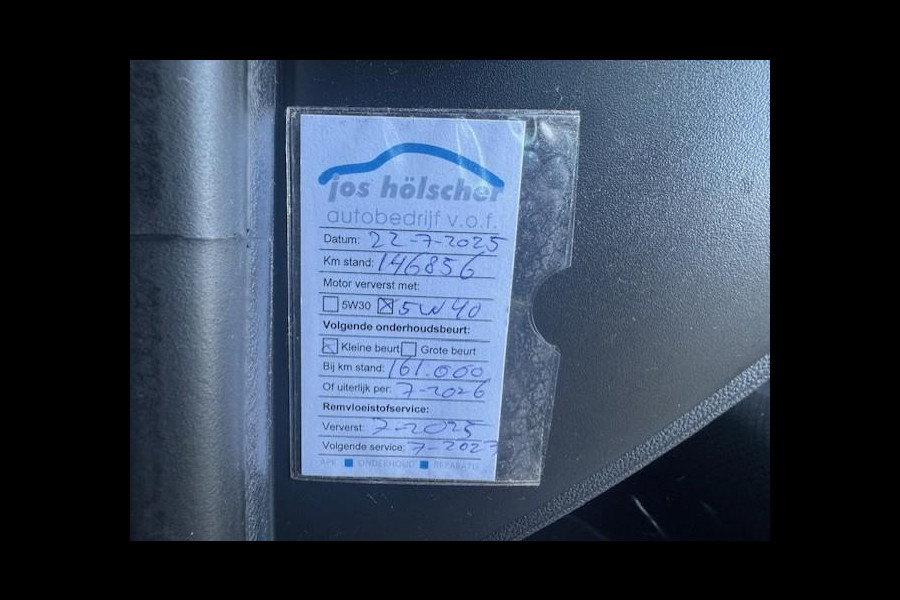 jos hölscher
autobedrijf v.o.f.
Datum: 22-7-2025
Km stand: 146856
Motor ververst met:
5W30 5W40
Volgende onderhoudsbeurt:
Kleine beurt Grote beurt
Bij km stand: 161.000
Of uiterlijk per: 7-2026
Remvloeistofservice:
Ververst: 7-2025
Volgende service: 7-2027
APK ONDERHOUD REPARATIE